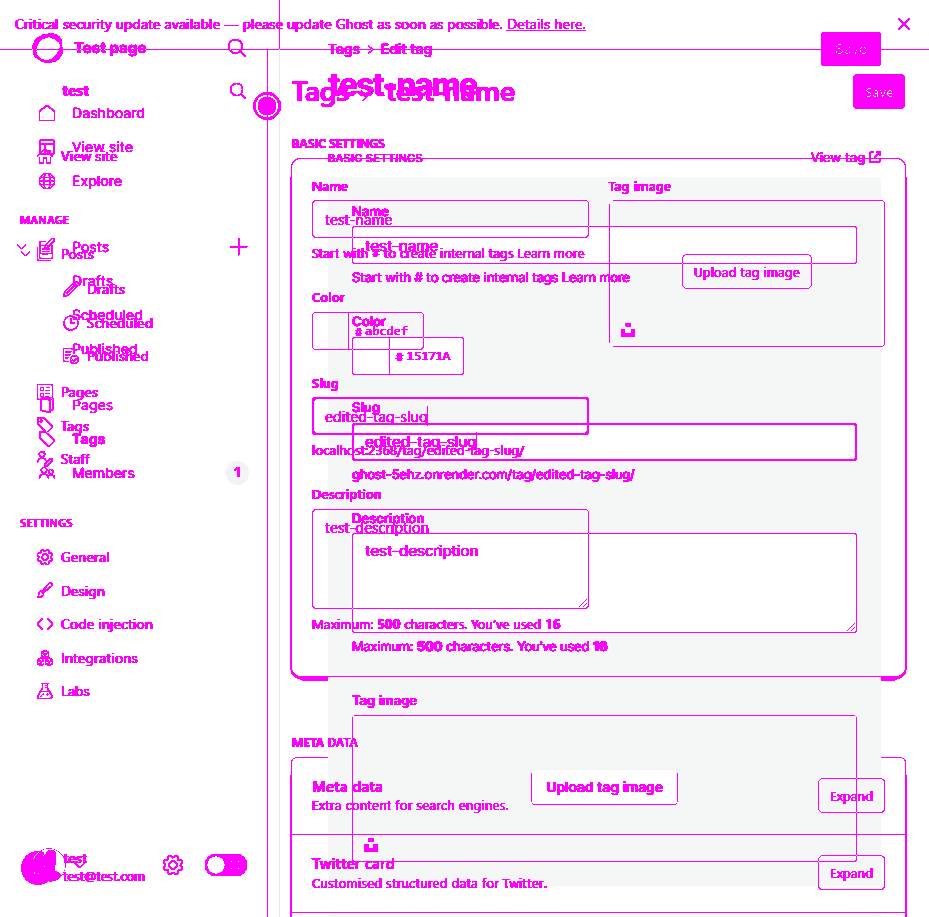 Critical security update available — please update Ghost as soon as possible. Details here.
Test page
Tags > Edit tag
Save
test
test-name
Tags > test-name
Save
Dashboard
BASIC SETTINGS
View site
View site
BASIC SETTINGS
View tag
Explore
Name
Tag image
Name
MANAGE
test-name
Posts
test-name
Posts
Start with # to create internal tags Learn more
Upload tag image
Drafts
Start with # to create internal tags Learn more
Drafts
Color
Scheduled
Color
Scheduled
# abcdef
Published
Published
# 15171A
Slug
Pages
Pages
Slug
edited-tag-slug
Tags
Tags
edited-tag-slug
localhost:2368/tag/edited-tag-slug/
Staff
Members
1
ghost-5ehz.onrender.com/tag/edited-tag-slug/
Description
SETTINGS
Description
test-description
General
test-description
Design
Code injection
Maximum: 500 characters. You've used 16
Maximum: 500 characters. You've used 16
Integrations
Labs
Tag image
META DATA
Meta data
Upload tag image
Extra content for search engines.
Expand
test
test@test.com
Twitter card
Customised structured data for Twitter.
Expand